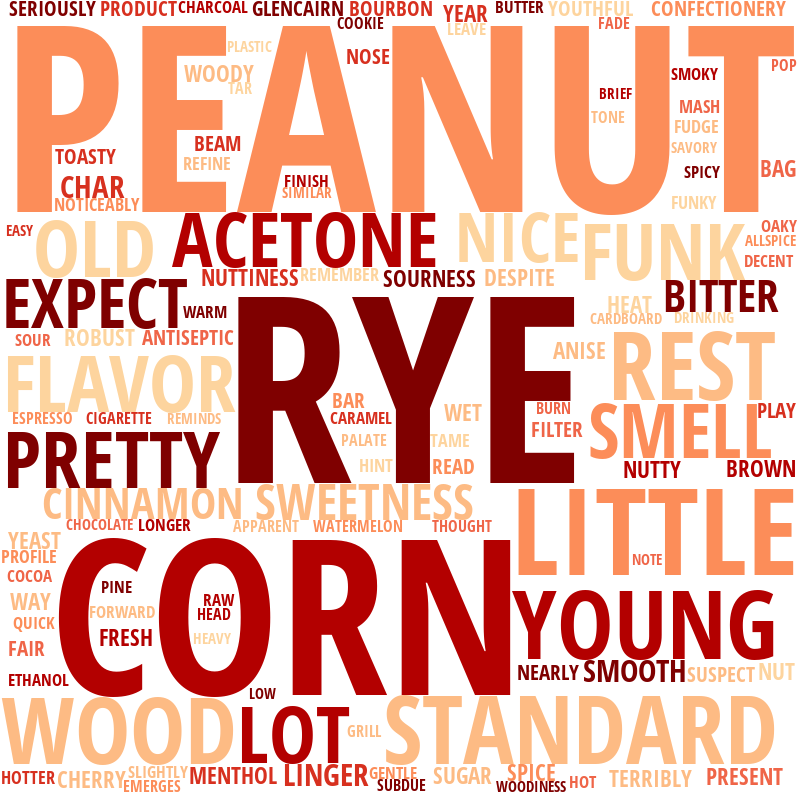 SERIOUSLY PRODUCT CHARCOAL GLENCAIRN BOURBON YEAR BUTTER YOUTHFUL CONFECTIONERY
COOKIE LEAVE FADE
PEANUT
PLASTIC NOSE POP
WOODY TAR SMOKY
BRIEF MASH
TONE FUDGE
BEAM SAVORY
TOASTY REFINE SPICY BAG
CHAR FINISH
NOTICEABLY SIMILAR FUNKY
EASY OLD ACETONE NICE FUNK OAKY
ALLSPICE
DECENT
NUTTINESS REMEMBER SOURNESS DESPITE
EXPECT WARM HEAT BITTER
CARDBOARD DRINKING
RYE
SOUR ROBUST ANTISEPTIC
ANISE REST
FLAVOR
BAR WET BURN PLAY
ESPRESSO CIGARETTE REMINDS CARAMEL FILTER SMELL
PRETTY PALATE TAME
HINT READ NUTTY BROWN
CINNAMON SWEETNESS
CHOCOLATE LONGER APPARENT WATERMELON THOUGHT
LITTLE
YEAST
PROFILE NOTE
COCOA
CORN
PINE
WAY FORWARD RAW
QUICK HEAD YOUNG
FAIR FRESH HEAVY
ETHANOL NEARLY SMOOTH SUSPECT NUT
LOW
WOOD LOT GRILL STANDARD
HOTTER CHERRY SLIGHTLY MENTHOL LINGER GENTLE SUGAR SPICE HOT TERRIBLY PRESENT
EMERGES SUBDUE WOODINESS